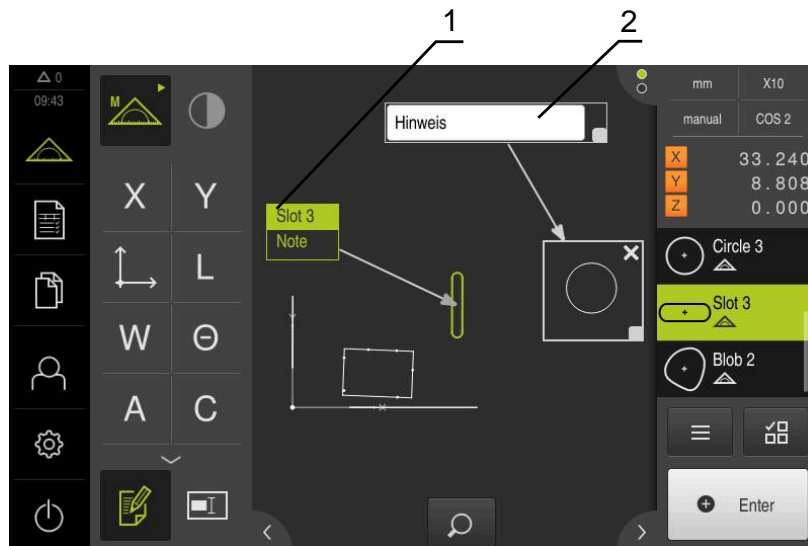 1
2
0
09:43
M
mm
X10
manual
COS 2
X 33.240
Y 8.808
Z 0.000
Hinweis
Slot 3
Note
X
Y
L
W
Θ
A
C
Circle 3
Slot 3
Blob 2
Enter